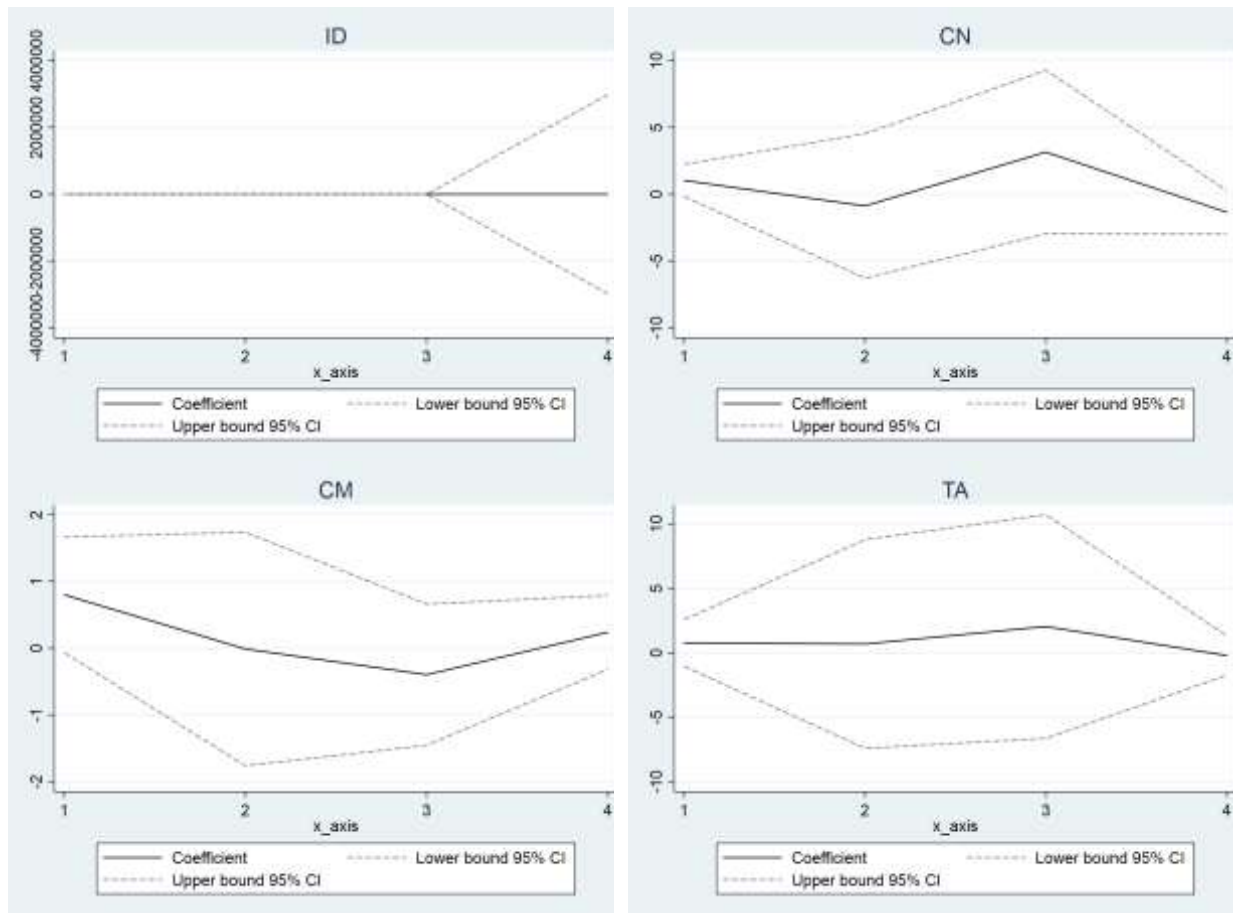 ID
4000000
2000000
0
-2000000
-4000000
1 2 3 4
x_axis
Coefficient Lower bound 95% CI
Upper bound 95% CI
CN
10
5
0
-5
-10
1 2 3 4
x_axis
Coefficient Lower bound 95% CI
Upper bound 95% CI
CM
2
1
0
-1
-2
1 2 3 4
x_axis
Coefficient Lower bound 95% CI
Upper bound 95% CI
TA
10
5
0
-5
-10
1 2 3 4
x_axis
Coefficient Lower bound 95% CI
Upper bound 95% CI